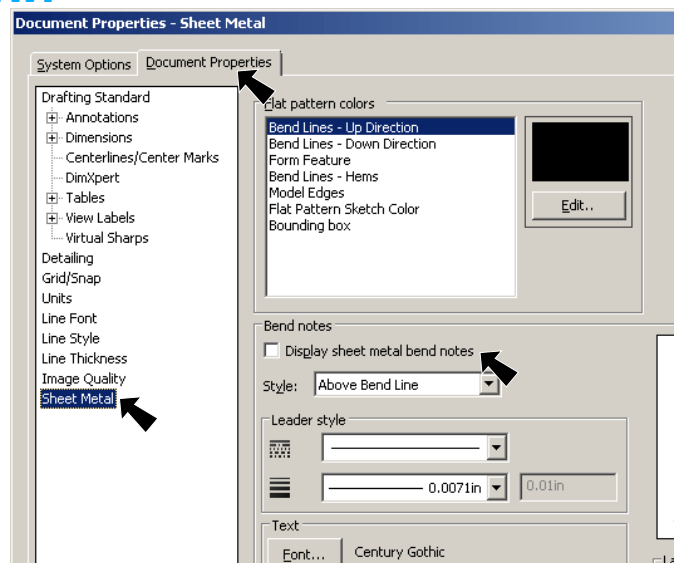 Document Properties - Sheet Metal
System Options
Document Properties
Drafting Standard
Annotations
Dimensions
Centerlines/Center Marks
DimXpert
Tables
View Labels
Virtual Sharps
Detailing
Grid/Snap
Units
Line Font
Line Style
Line Thickness
Image Quality
Sheet Metal
Flat pattern colors
Bend Lines - Up Direction
Bend Lines - Down Direction
Form Feature
Bend Lines - Hems
Model Edges
Flat Pattern Sketch Color
Bounding box
Edit..
Bend notes
Display sheet metal bend notes
Style: Above Bend Line
Leader style
0.0071in 0.01in
Text
Font... Century Gothic